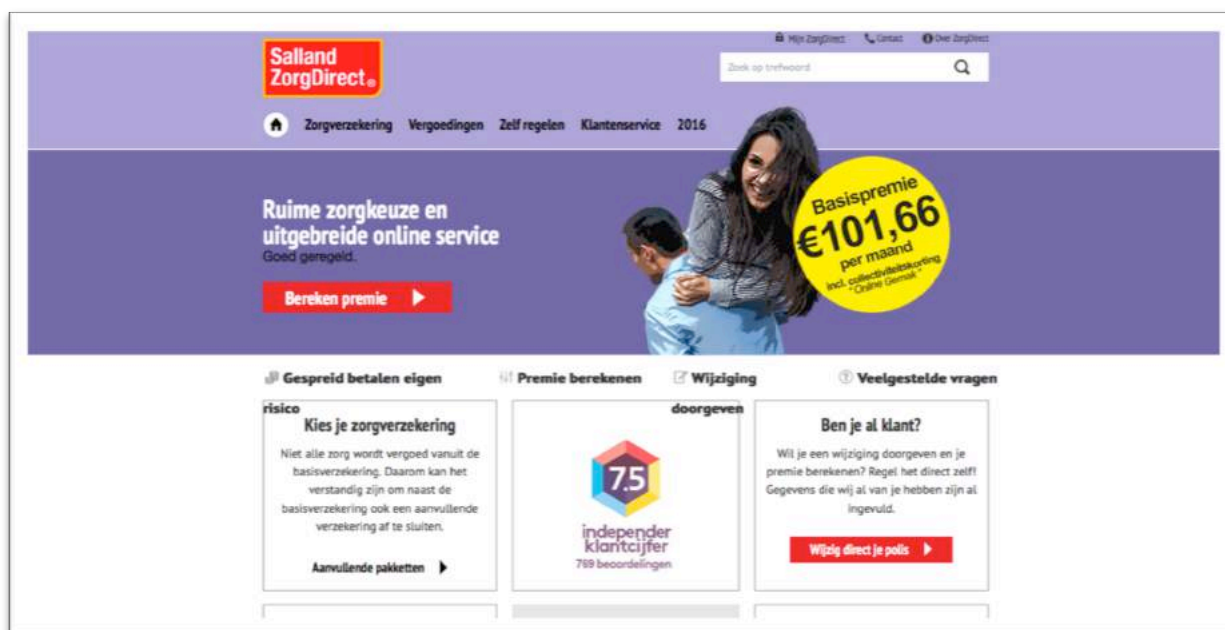 Salland
ZorgDirect®
Mijn ZorgDirect Contact Over ZorgDirect
Zoek op trefwoord
Zorgverzekering Vergoedingen Zelf regelen Klantenservice 2016
Ruime zorgkeuze en
uitgebreide online service
Goed geregeld.
Bereken premie
Basispremie
€101,66
per maand
incl. collectiviteitskorting
"Online Gemak"
Gespreid betalen eigen
risico
Premie berekenen
Wijziging
doorgeven
Veelgestelde vragen
Kies je zorgverzekering
Niet alle zorg wordt vergoed vanuit de
basisverzekering. Daarom kan het
verstandig zijn om naast de
basisverzekering ook een aanvullende
verzekering af te sluiten.
Aanvullende pakketten
7.5
independer
klantcijfer
769 beoordelingen
Ben je al klant?
Wil je een wijziging doorgeven en je
premie berekenen? Regel het direct zelf!
Gegevens die wij al van je hebben zijn al
ingevuld.
Wijzig direct je polis